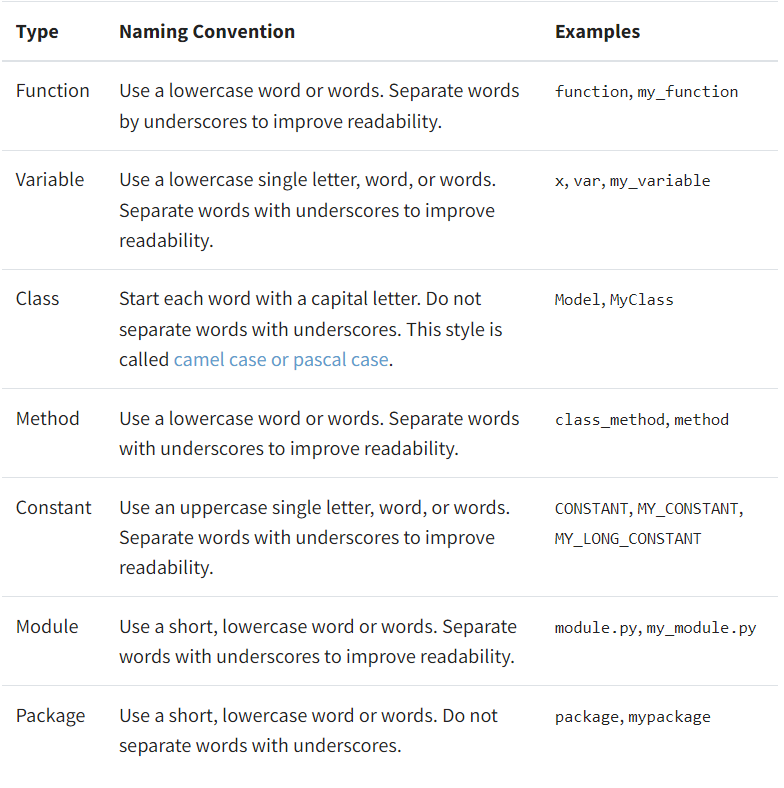 Type Naming Convention Examples
Function Use a lowercase word or words. Separate words function, my_function
by underscores to improve readability.
Variable Use a lowercase single letter, word, or words. x, var, my_variable
Separate words with underscores to improve
readability.
Class Start each word with a capital letter. Do not Model, MyClass
separate words with underscores. This style is
called camel case or pascal case.
Method Use a lowercase word or words. Separate words class_method, method
with underscores to improve readability.
Constant Use an uppercase single letter, word, or words. CONSTANT, MY_CONSTANT,
Separate words with underscores to improve MY_LONG_CONSTANT
readability.
Module Use a short, lowercase word or words. Separate module.py, my_module.py
words with underscores to improve readability.
Package Use a short, lowercase word or words. Do not package, mypackage
separate words with underscores.